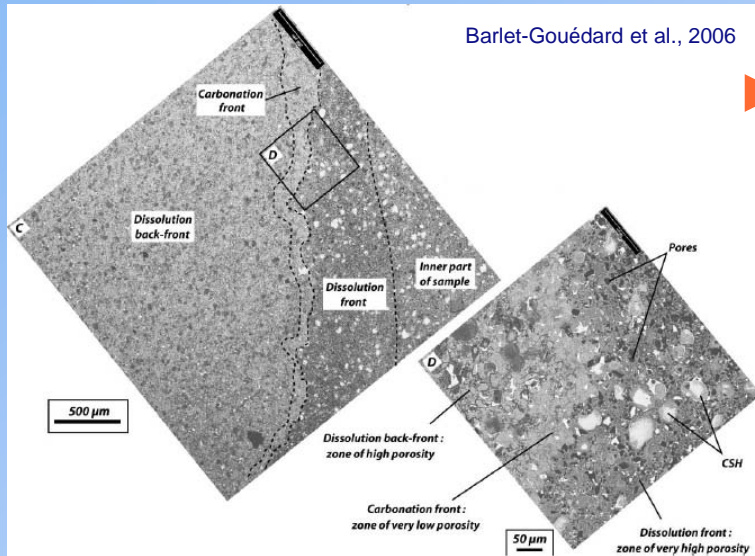 Barlet-Gouédard et al., 2006
Carbonation
front
D
C
Dissolution
back-front
Inner part
of sample
Dissolution
front
500 µm
Pores
D
CSH
Dissolution back-front :
zone of high porosity
Carbonation front :
zone of very low porosity
Dissolution front :
zone of very high porosity
50 µm